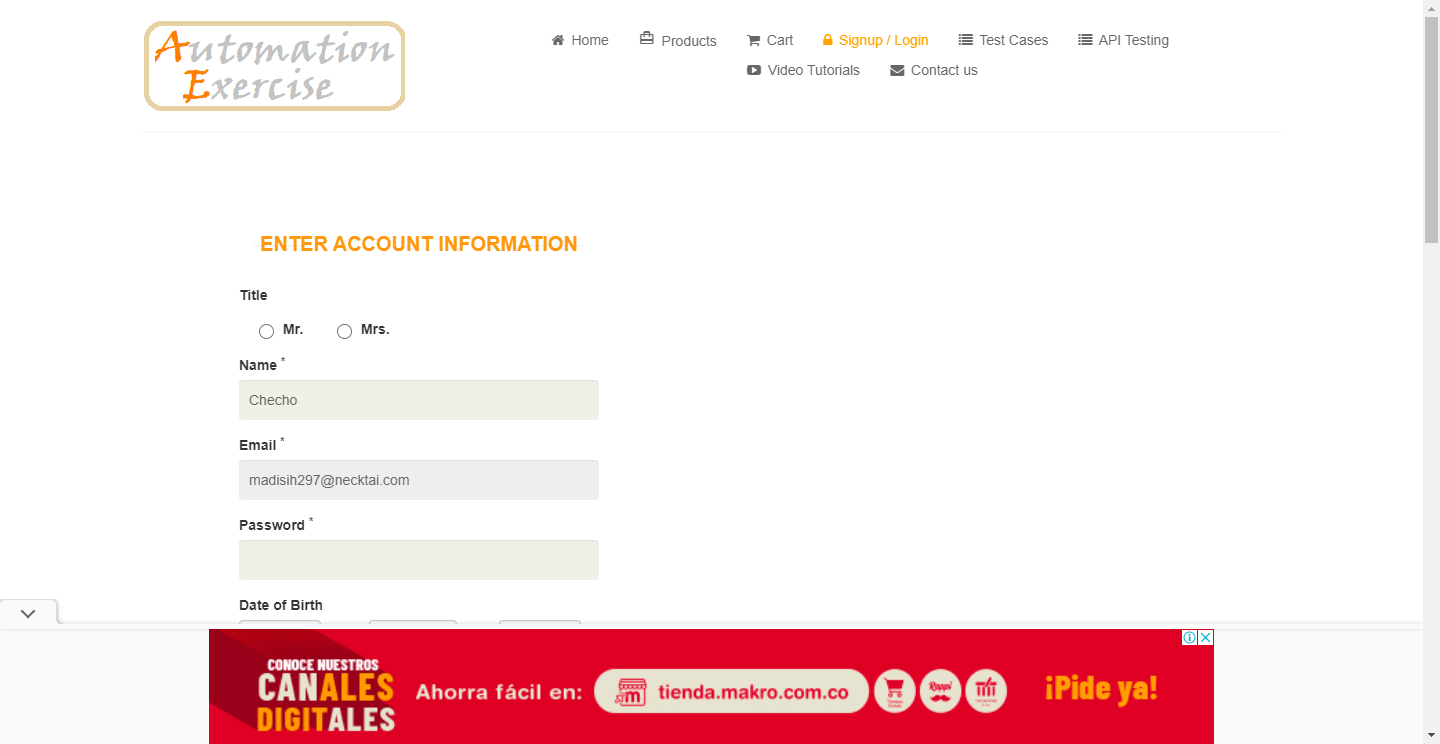 Automation
Exercise
Home
Products
Cart
Signup / Login
Test Cases
API Testing
Video Tutorials
Contact us
ENTER ACCOUNT INFORMATION
Title
Mr.
Mrs.
Name *
Checho
Email *
madisih297@necktai.com
Password *
Date of Birth
CONOCE NUESTROS
CANALES
DIGITALES
Ahorra fácil en:
m
tienda.makro.com.co
Rappi
¡Pide ya!